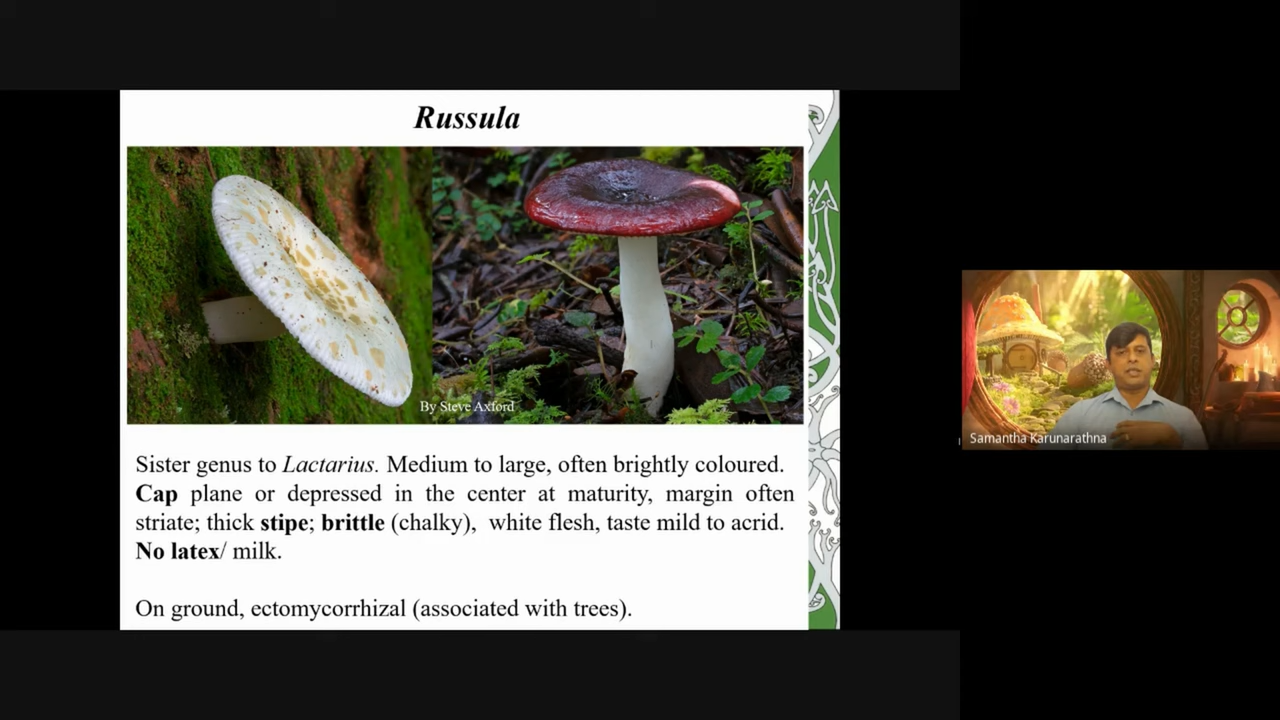 Russula
By Steve Axford
Sister genus to Lactarius. Medium to large, often brightly coloured.
Cap plane or depressed in the center at maturity, margin often
striate; thick stipe; brittle (chalky), white flesh, taste mild to acrid.
No latex/ milk.
On ground, ectomycorrhizal (associated with trees).
Samantha Karunarathna